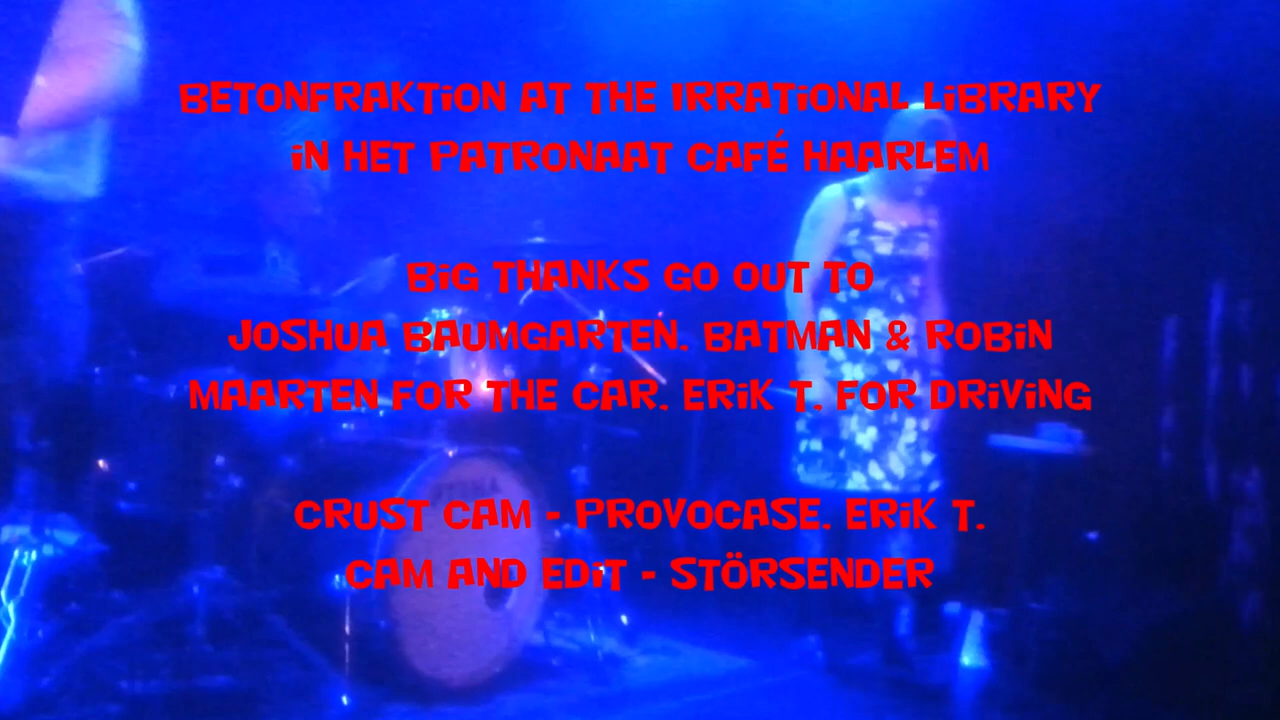 BETONFRAKTiON AT THE IRRATiONAL LiBRARY
iN HET PATRONAAT CAFÉ HAARLEM
BiG THANKS GO OUT TO
JOSHUA BAUMGARTEN, BATMAN & ROBiN
MAARTEN FOR THE CAR, ERiK T. FOR DRiViNG
CRUST CAM - PROVOCASE, ERiK T.
CAM AND EDiT - STÖRSENDER